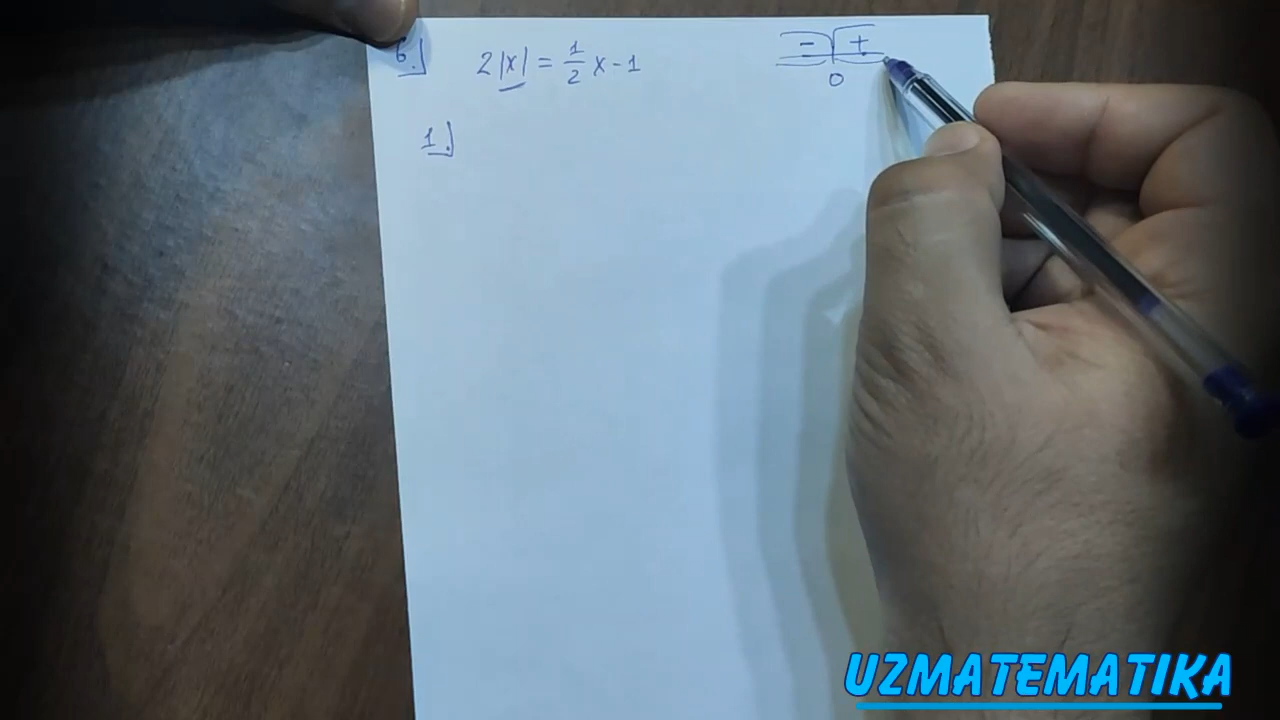 6.) 2|x| = 1/2 x - 1
- +
0
1.)
UZMATEMATIKA